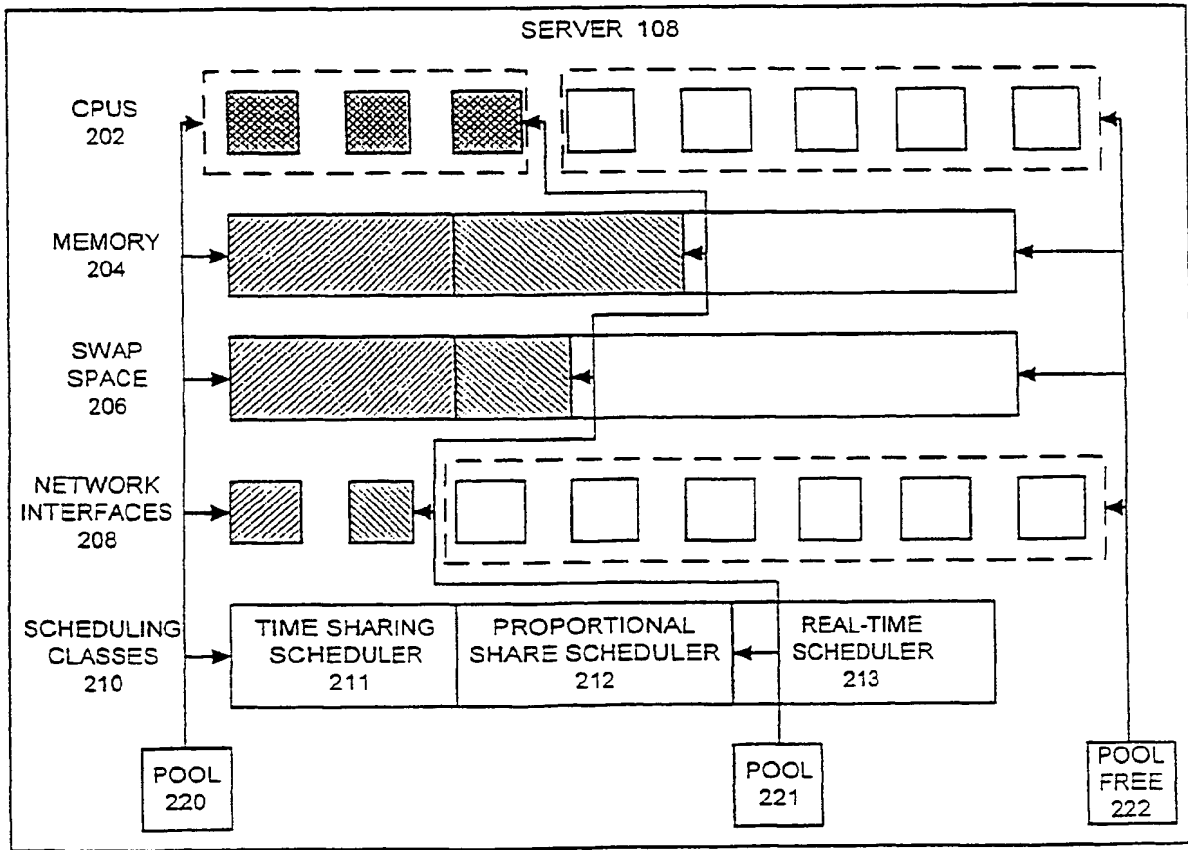 SERVER 108
CPUS
202
MEMORY
204
SWAP
SPACE
206
NETWORK
INTERFACES
208
SCHEDULING
CLASSES
210
TIME SHARING
SCHEDULER
211
PROPORTIONAL
SHARE SCHEDULER
212
REAL-TIME
SCHEDULER
213
POOL
220
POOL
221
POOL
FREE
222